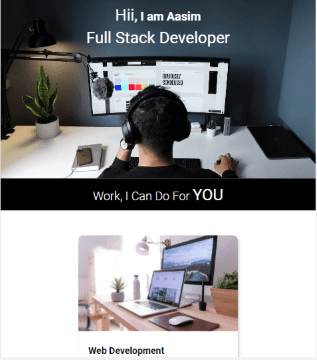 Hii, I am Aasim
Full Stack Developer
Work, I Can Do For YOU
Web Development